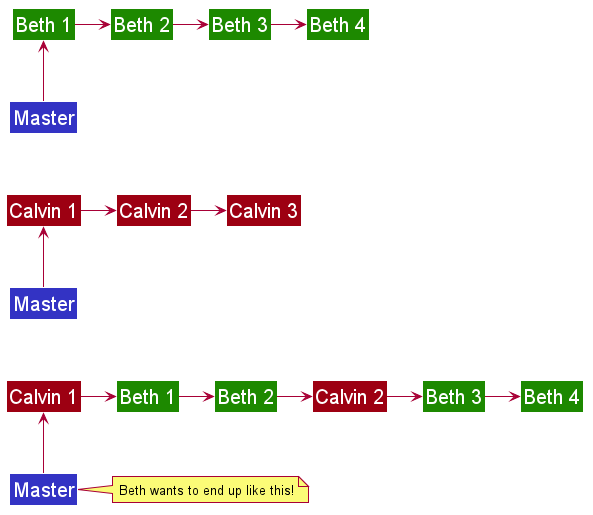 Beth 1 Beth 2 Beth 3 Beth 4
Master
Calvin 1 Calvin 2 Calvin 3
Master
Calvin 1 Beth 1 Beth 2 Calvin 2 Beth 3 Beth 4
Master Beth wants to end up like this!